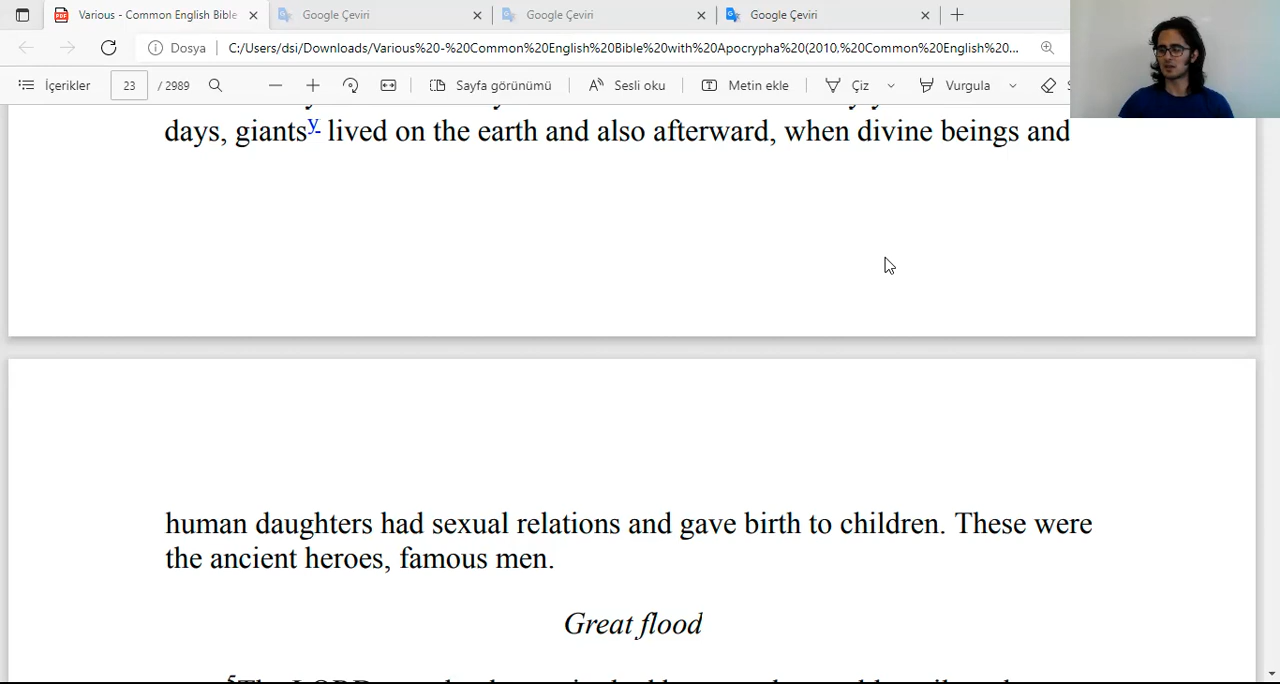 Various - Common English Bible
Google Çeviri
Google Çeviri
Google Çeviri
Dosya
C:/Users/dsi/Downloads/Various%20-%20Common%20English%20Bible%20with%20Apocrypha%20(2010,%20Common%20English%20...
İçerikler
23
/ 2989
Sayfa görünümü
Sesli oku
Metin ekle
Çiz
Vurgula
days, giantsy lived on the earth and also afterward, when divine beings and
human daughters had sexual relations and gave birth to children. These were
the ancient heroes, famous men.
Great flood